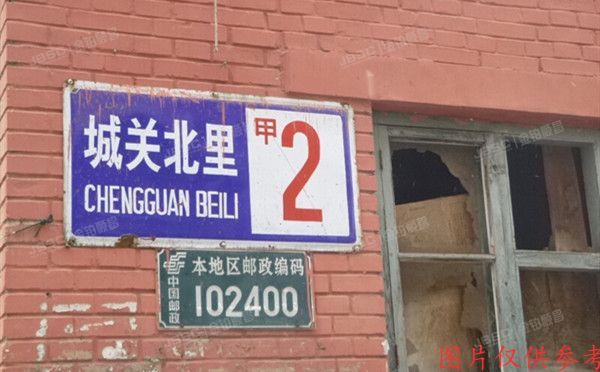 城关北里
CHENGGUAN BEILI
甲2
本地区邮政编码
中国邮政
102400
图片仅供参考